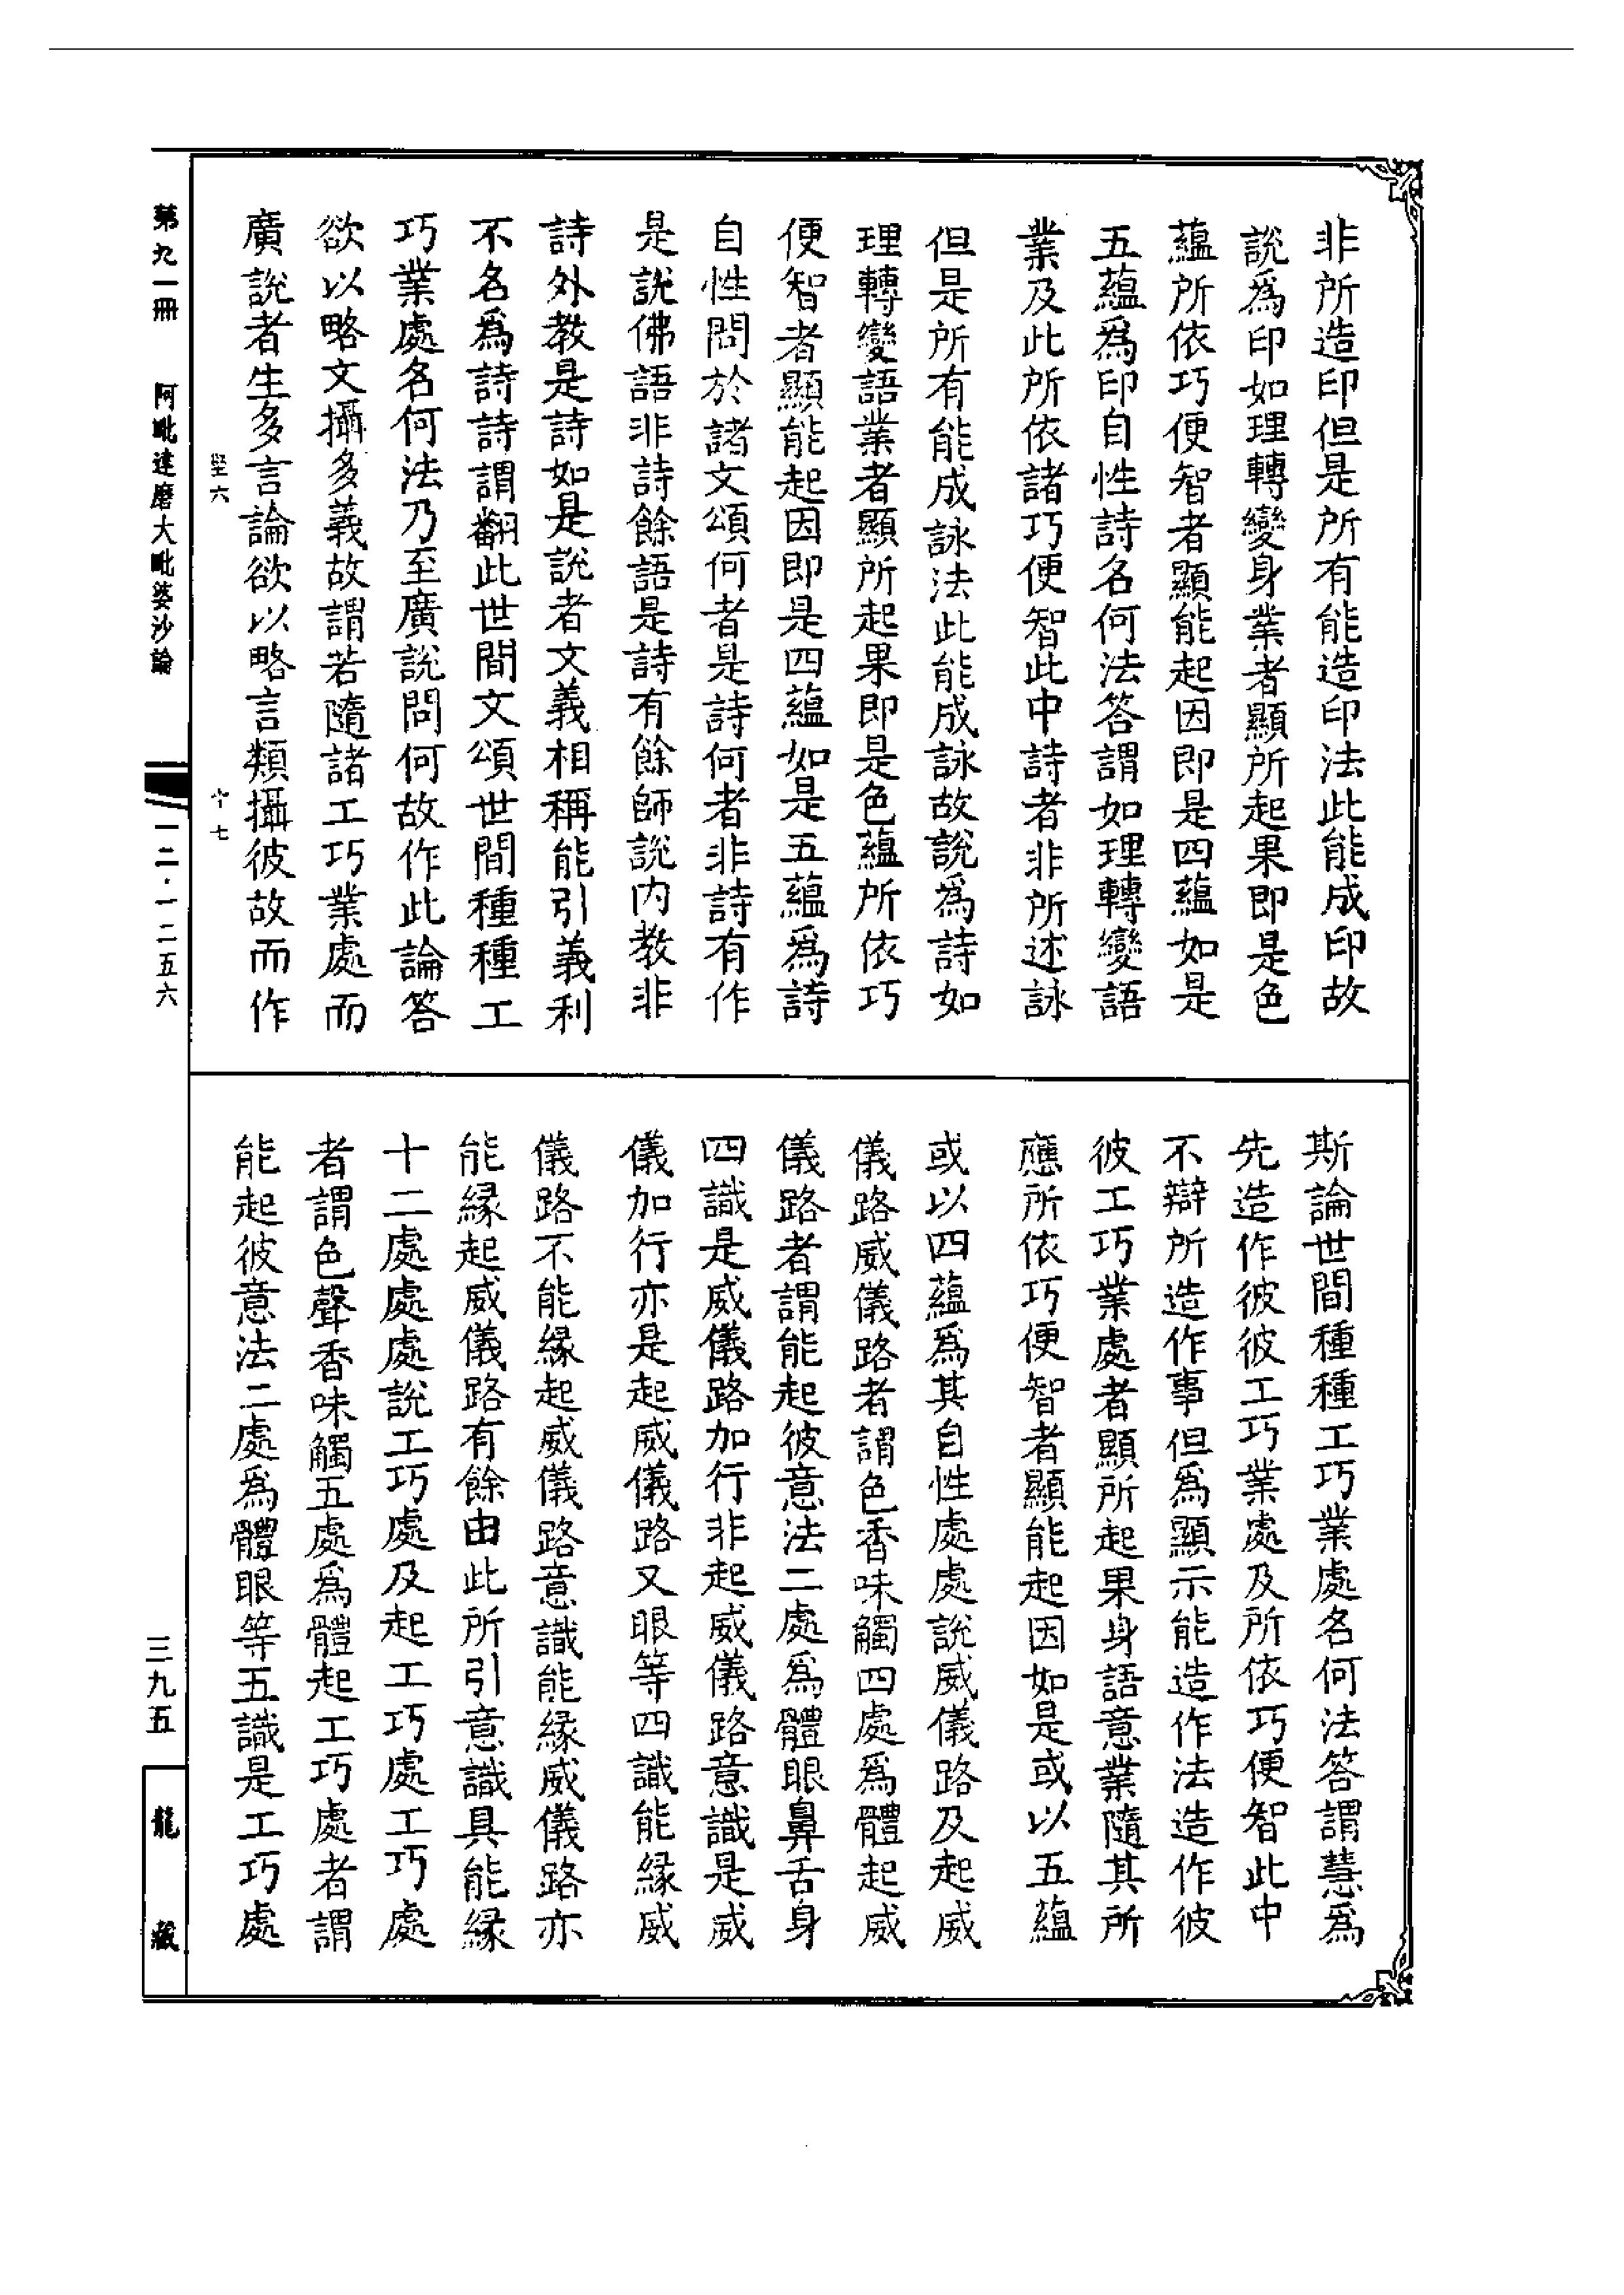 非所造印但是所有能造印法此能成印故
說為印如理轉變身業者顯所起果即是色
蘊所依巧便智者顯能起因即是四蘊如是
五蘊爲印自性詩名何法答謂如理轉變語
業及此所依諸巧便智此中詩者非所述詠
但是所有能成詠法此能成詠故說爲詩如
理轉變語業者顯所起果即是色蘊所依巧
便智者顯能起因即是四蘊如是五蘊爲詩
自性問於諸文頌何者是詩何者非詩有作
是說佛語非詩餘語是詩有餘師說内教非
詩外教是詩如是說者文義相稱能引義利
不名爲詩詩謂翻此世間文頌世間種種工
巧業處名何法乃至廣說問何故作此論答
欲以略文攝多義故謂若隨諸工巧業處而
廣說者生多言論欲以略言類攝彼故而作
斯論世間種種工巧業處名何法答謂慧爲
先造作彼彼工巧業處及所依巧便智此中
不辯所造作事但爲顯示能造作法造作彼
彼工巧業處者顯所起果身語意業隨其所
應所依巧便智者顯能起因如是或以五蘊
或以四蘊爲其自性處處說威儀路及起威
儀路威儀路者謂色香味觸四處爲體起威
儀路者謂能起彼意法二處爲體眼鼻舌身
四識是威儀路加行非起威儀路意識是威
儀加行亦是起威儀路又眼等四識能緣威
儀路不能緣起威儀路意識能緣威儀路亦
能緣起威儀路有餘由此所引意識具能緣
十二處處處說工巧處及起工巧處工巧處
者謂色聲香味觸五處爲體起工巧處者謂
能起彼意法二處爲體眼等五識是工巧處
第九一冊 阿毗達磨大毗婆沙論
堅六 十七
一二·一二五六
三九五
龍藏